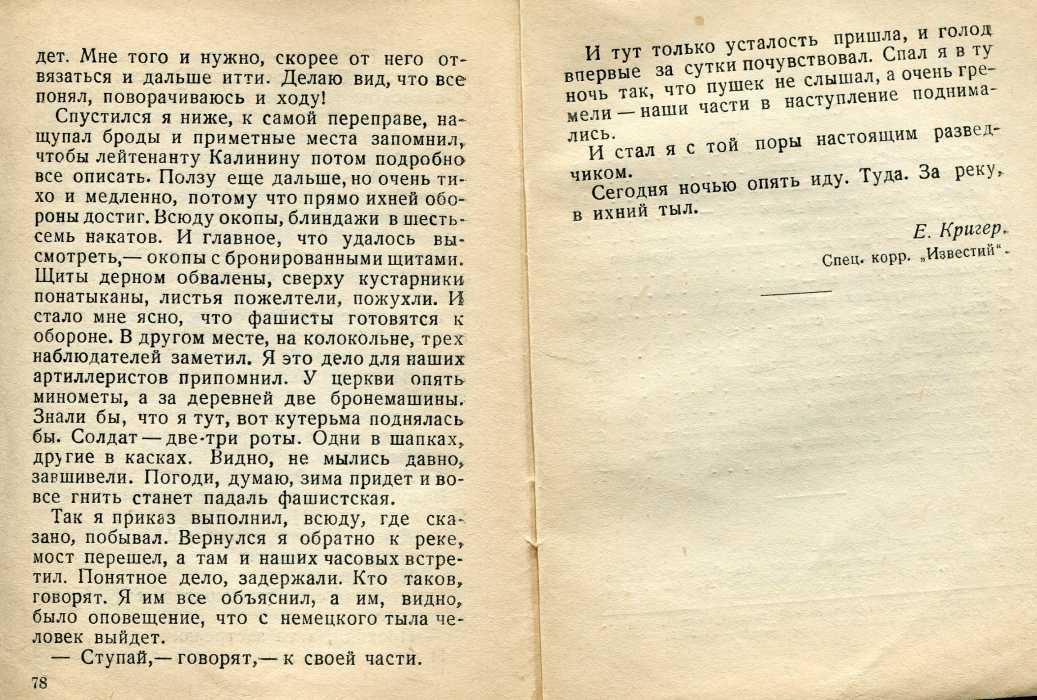 дет. Мне того и нужно, скорее от него от-
вязаться и дальше итти. Делаю вид, что все
понял, поворачиваюсь и ходу!
Спустился я ниже, к самой переправе, на-
щупал броды и приметные места запомнил,
чтобы лейтенанту Калинину потом подробно
все описать. Ползу еще дальше, но очень ти-
хо и медленно, потому что прямо ихней обо-
роны достиг. Всюду окопы, блиндажи в шесть-
семь накатов. И главное, что удалось вы-
смотреть,— окопы с бронированными щитами.
Щиты дерном обвалены, сверху кустарники
понатыканы, листья пожелтели, пожухли. И
стало мне ясно, что фашисты готовятся к
обороне. В другом месте, на колокольне, трех
наблюдателей заметил. Я это дело для наших
артиллеристов припомнил. У церкви опять
минометы, а за деревней две бронемашины.
Знали бы, что я тут, вот кутерьма поднялась
бы. Солдат — две-три роты. Одни в шапках,
другие в касках. Видно, не мылись давно,
завшивели. Погоди, думаю, зима придет и во-
все гнить станет падаль фашистская.
Так я приказ выполнил, всюду, где ска-
зано, побывал. Вернулся я обратно к реке,
мост перешел, а там и наших часовых встре-
тил. Понятное дело, задержали. Кто таков,
говорят. Я им все объяснил, а им, видно,
было оповещение, что с немецкого тыла че-
ловек выйдет.
— Ступай,— говорят,— к своей части.
78
И тут только усталость пришла, и голод
впервые за сутки почувствовал. Спал я в ту
ночь так, что пушек не слышал, а очень гре-
мели — наши части в наступление поднима-
лись.
И стал я с той поры настоящим развед-
чиком.
Сегодня ночью опять иду. Туда. За реку,
в ихний тыл.
Е. Кригер.
Спец. корр. „Известий“.